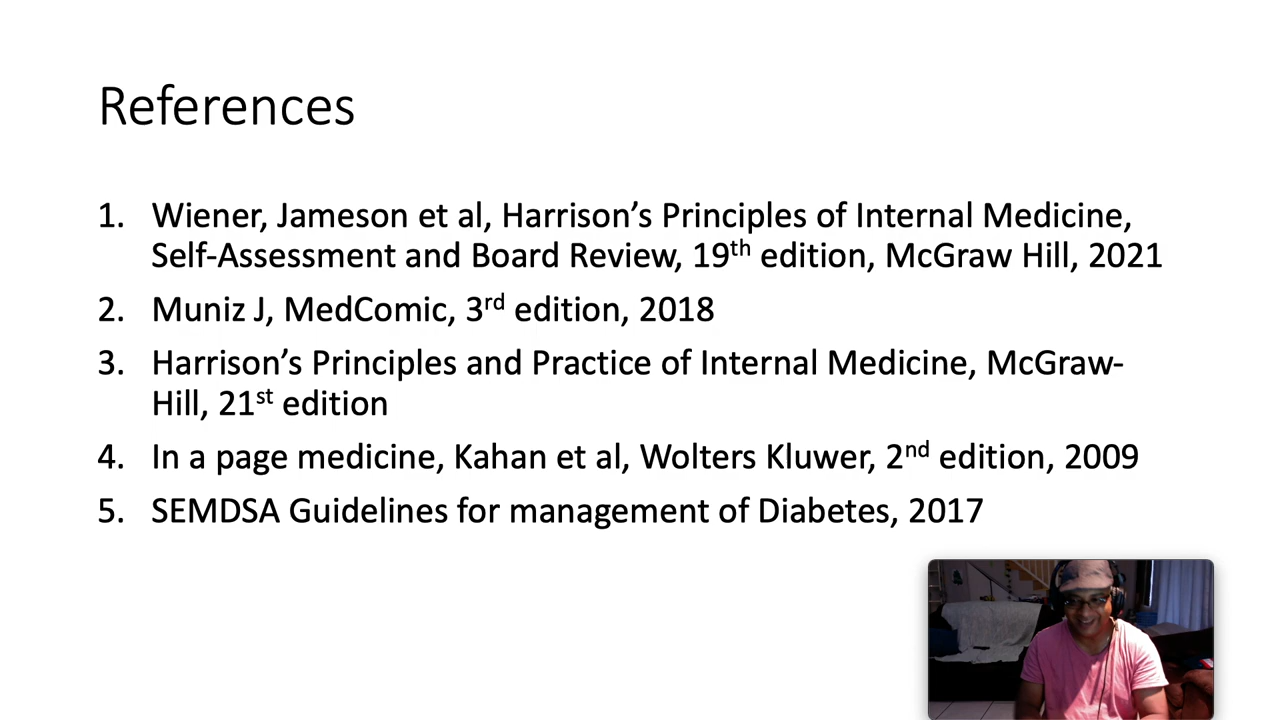 References
1. Wiener, Jameson et al, Harrison’s Principles of Internal Medicine,
Self-Assessment and Board Review, 19th edition, McGraw Hill, 2021
2. Muniz J, MedComic, 3rd edition, 2018
3. Harrison’s Principles and Practice of Internal Medicine, McGraw-
Hill, 21st edition
4. In a page medicine, Kahan et al, Wolters Kluwer, 2nd edition, 2009
5. SEMDSA Guidelines for management of Diabetes, 2017